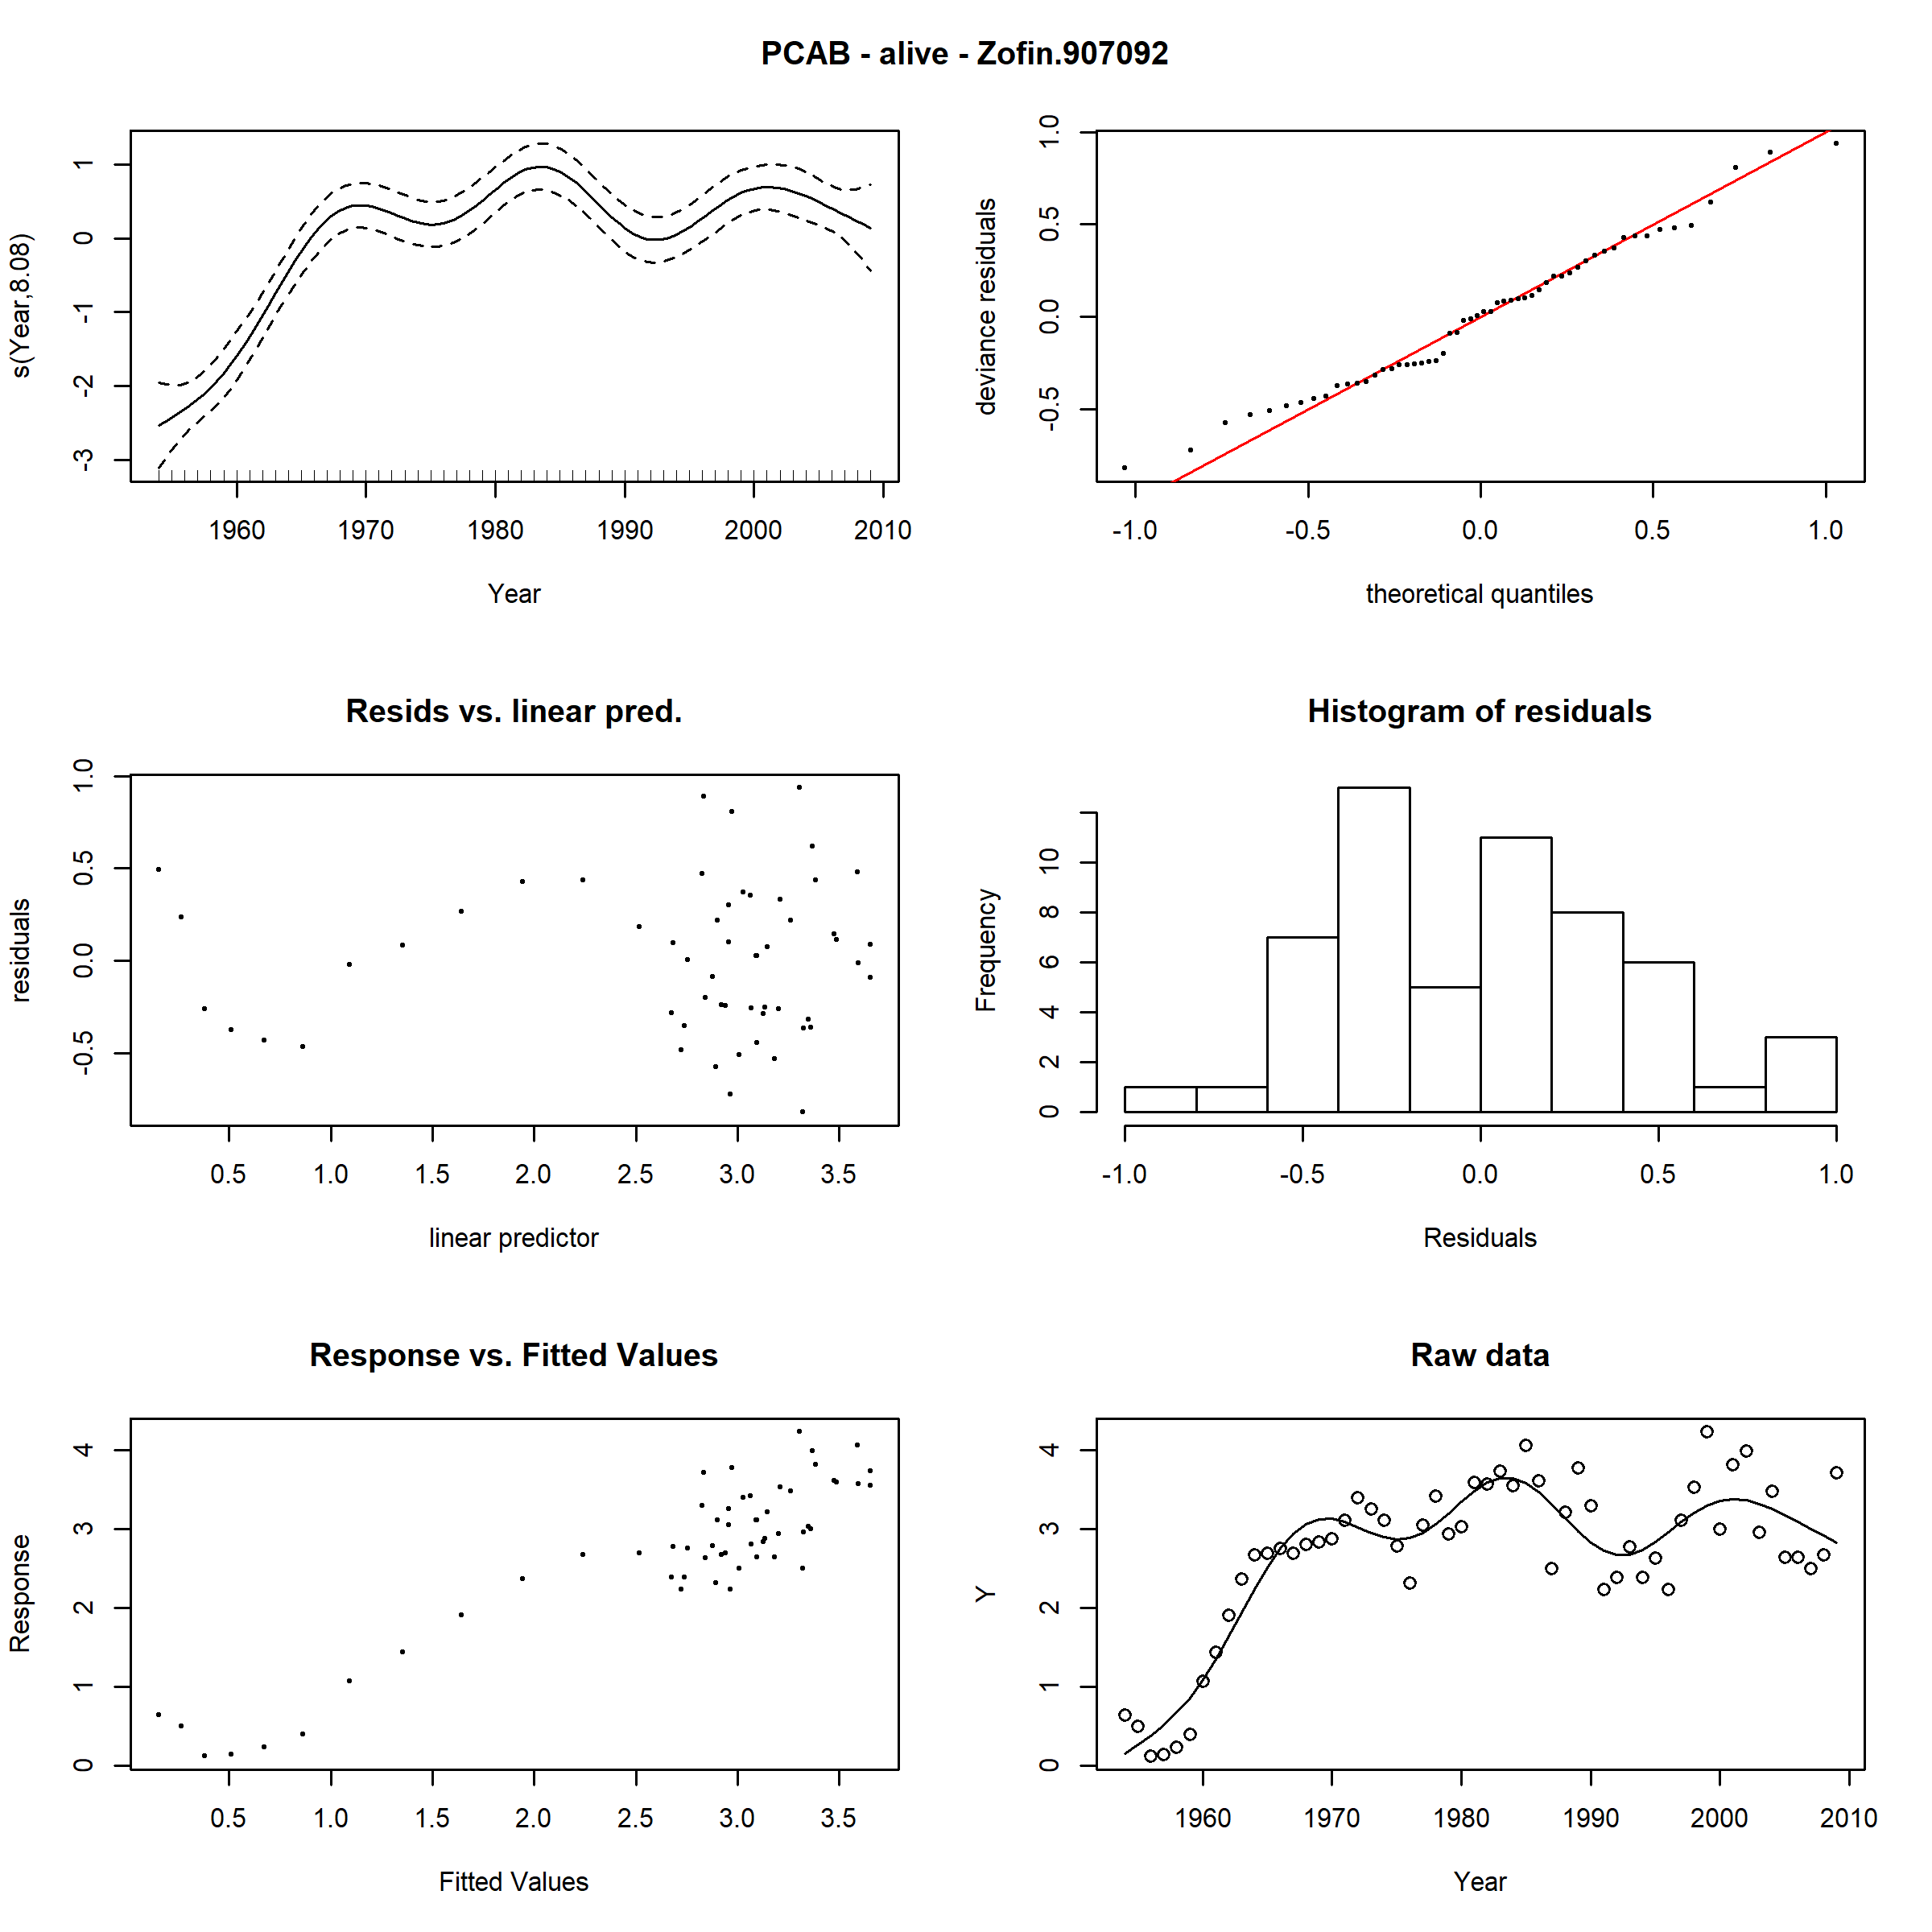 PCAB - alive - Zofin.907092
s(Year,8.08)
1
0
-1
-2
-3
1960 1970 1980 1990 2000 2010
Year
deviance residuals
1.0
0.5
0.0
-0.5
-1.0 -0.5 0.0 0.5 1.0
theoretical quantiles
Resids vs. linear pred.
residuals
1.0
0.5
0.0
-0.5
0.5 1.0 1.5 2.0 2.5 3.0 3.5
linear predictor
Histogram of residuals
Frequency
10
8
6
4
2
0
-1.0 -0.5 0.0 0.5 1.0
Residuals
Response vs. Fitted Values
Response
4
3
2
1
0
0.5 1.0 1.5 2.0 2.5 3.0 3.5
Fitted Values
Raw data
Y
4
3
2
1
0
1960 1970 1980 1990 2000 2010
Year